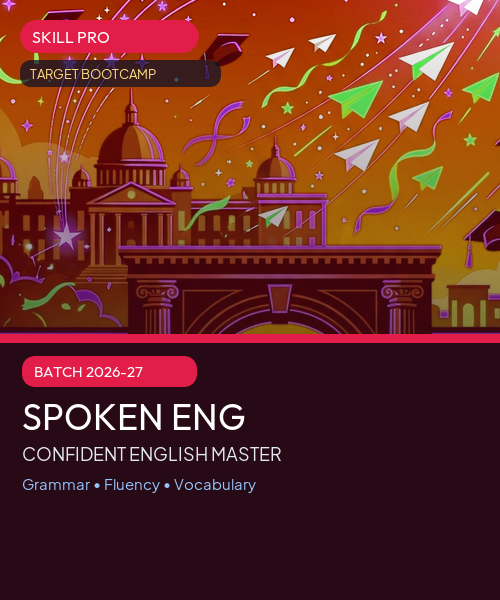 SKILL PRO
TARGET BOOTCAMP
BATCH 2026-27
SPOKEN ENG
CONFIDENT ENGLISH MASTER
Grammar • Fluency • Vocabulary